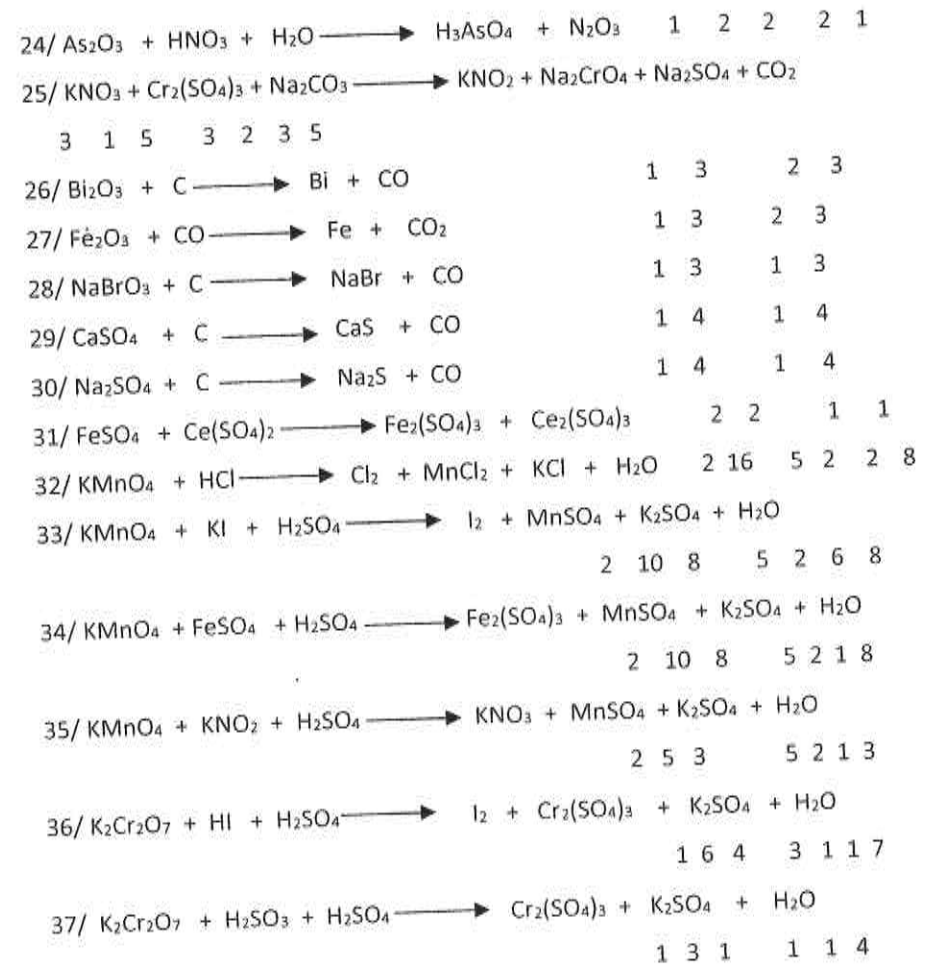 24/ As₂O₃ + HNO₃ + H₂O ⟶ H₃AsO₄ + N₂O₃ 1 2 2 2 1
25/ KNO₃ + Cr₂(SO₄)₃ + Na₂CO₃ ⟶ KNO₂ + Na₂CrO₄ + Na₂SO₄ + CO₂
3 1 5 3 2 3 5
26/ Bi₂O₃ + C ⟶ Bi + CO 1 3 2 3
27/ Fe₂O₃ + CO ⟶ Fe + CO₂ 1 3 2 3
28/ NaBrO₃ + C ⟶ NaBr + CO 1 3 1 3
29/ CaSO₄ + C ⟶ CaS + CO 1 4 1 4
30/ Na₂SO₄ + C ⟶ Na₂S + CO 1 4 1 4
31/ FeSO₄ + Ce(SO₄)₂ ⟶ Fe₂(SO₄)₃ + Ce₂(SO₄)₃ 2 2 1 1
32/ KMnO₄ + HCl ⟶ Cl₂ + MnCl₂ + KCl + H₂O 2 16 5 2 2 8
33/ KMnO₄ + KI + H₂SO₄ ⟶ I₂ + MnSO₄ + K₂SO₄ + H₂O
2 10 8 5 2 6 8
34/ KMnO₄ + FeSO₄ + H₂SO₄ ⟶ Fe₂(SO₄)₃ + MnSO₄ + K₂SO₄ + H₂O
2 10 8 5 2 1 8
35/ KMnO₄ + KNO₂ + H₂SO₄ ⟶ KNO₃ + MnSO₄ + K₂SO₄ + H₂O
2 5 3 5 2 1 3
36/ K₂Cr₂O₇ + HI + H₂SO₄ ⟶ I₂ + Cr₂(SO₄)₃ + K₂SO₄ + H₂O
1 6 4 3 1 1 7
37/ K₂Cr₂O₇ + H₂SO₃ + H₂SO₄ ⟶ Cr₂(SO₄)₃ + K₂SO₄ + H₂O
1 3 1 1 1 4